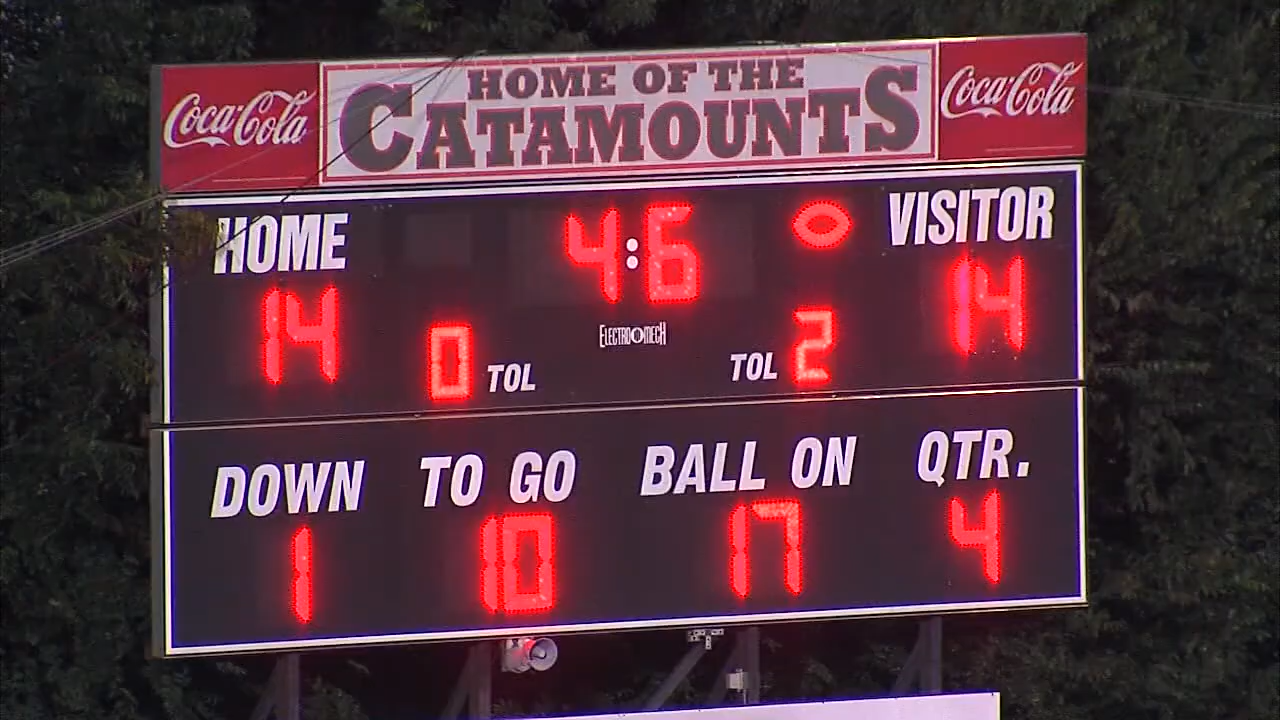 Coca-Cola
HOME OF THE
CATAMOUNTS
Coca-Cola
HOME
4:6
VISITOR
14
0 TOL
ELECTRO-MECH
TOL 2
14
DOWN
TO GO
BALL ON
QTR.
1
10
17
4